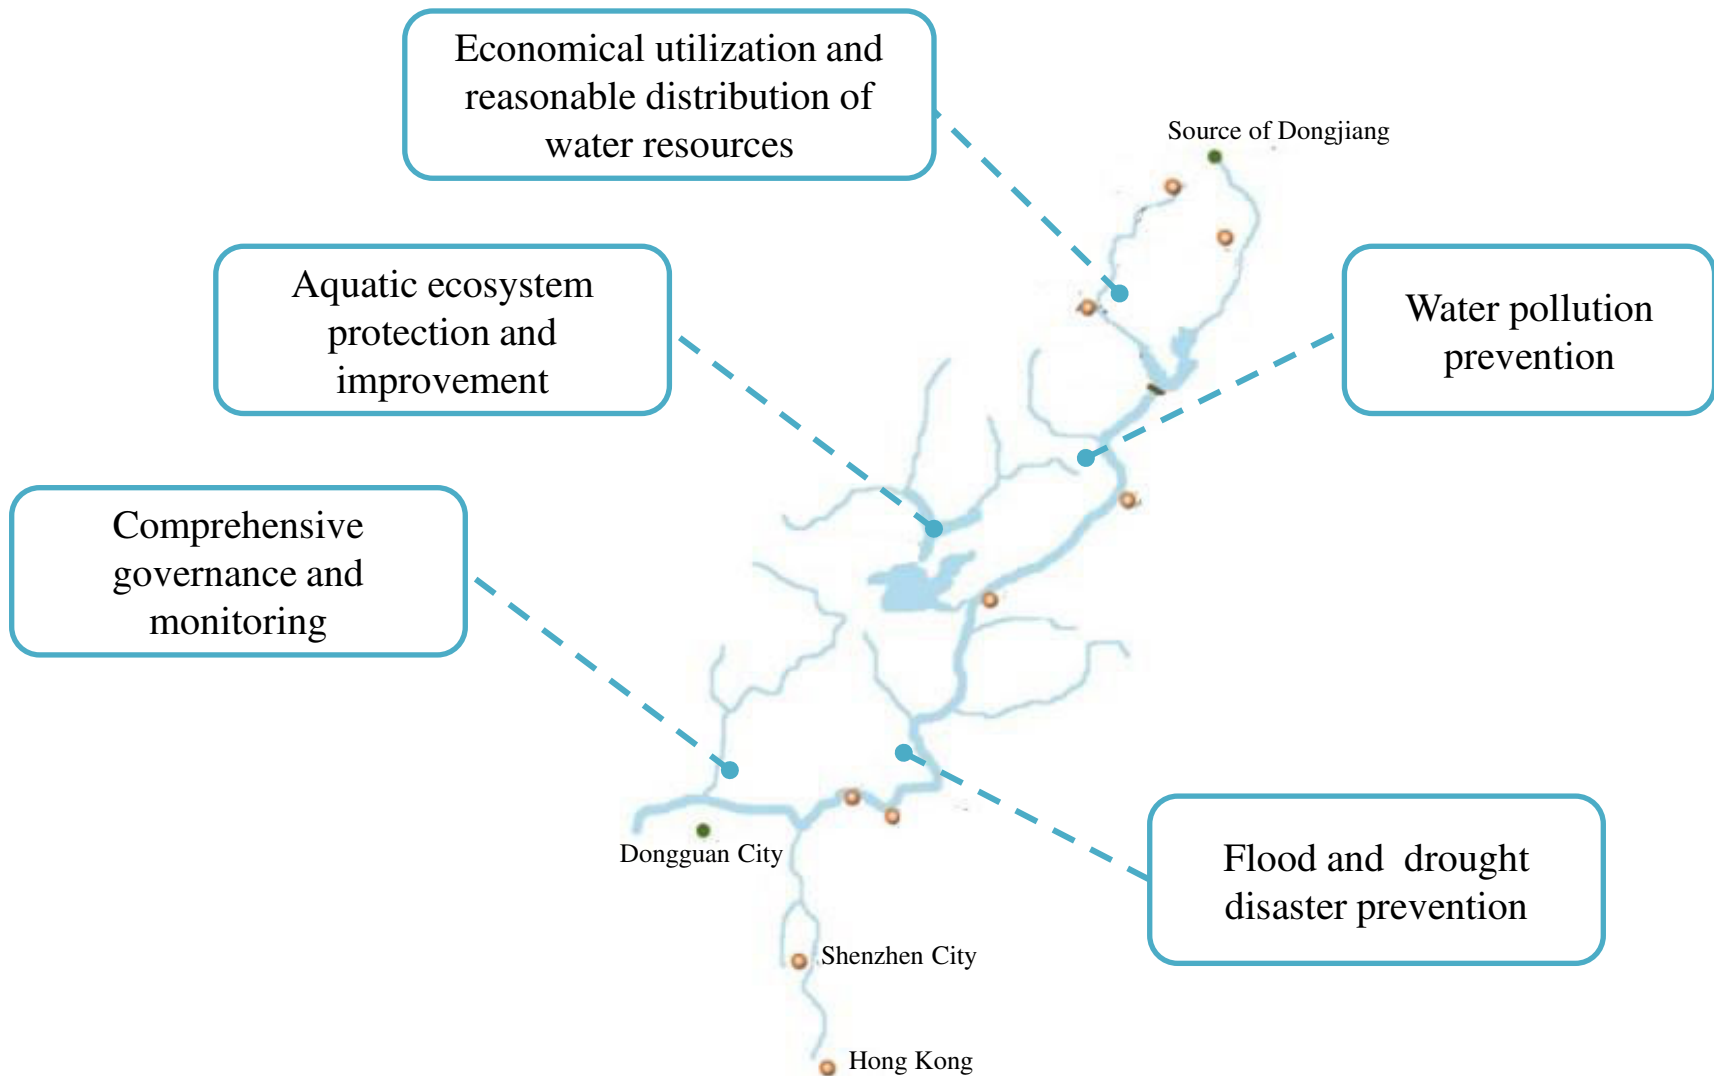 Economical utilization and
reasonable distribution of
water resources
Source of Dongjiang
Aquatic ecosystem
protection and
improvement
Water pollution
prevention
Comprehensive
governance and
monitoring
Dongguan City
Flood and  drought
disaster prevention
Shenzhen City
Hong Kong